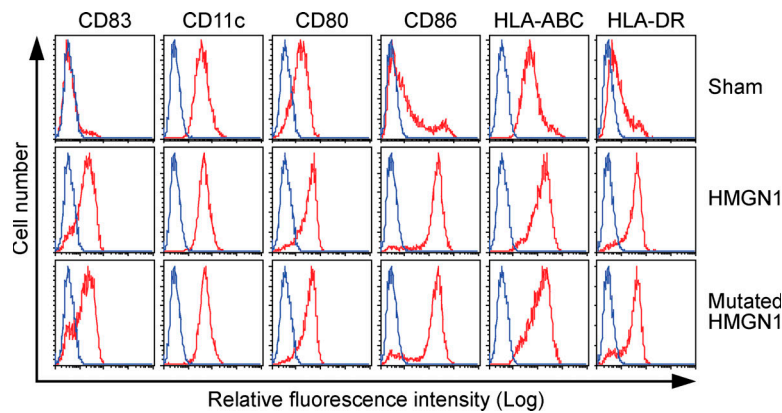 CD83 CD11c CD80 CD86 HLA-ABC HLA-DR
Sham
Cell number
HMGN1
Mutated
HMGN1
Relative fluorescence intensity (Log)